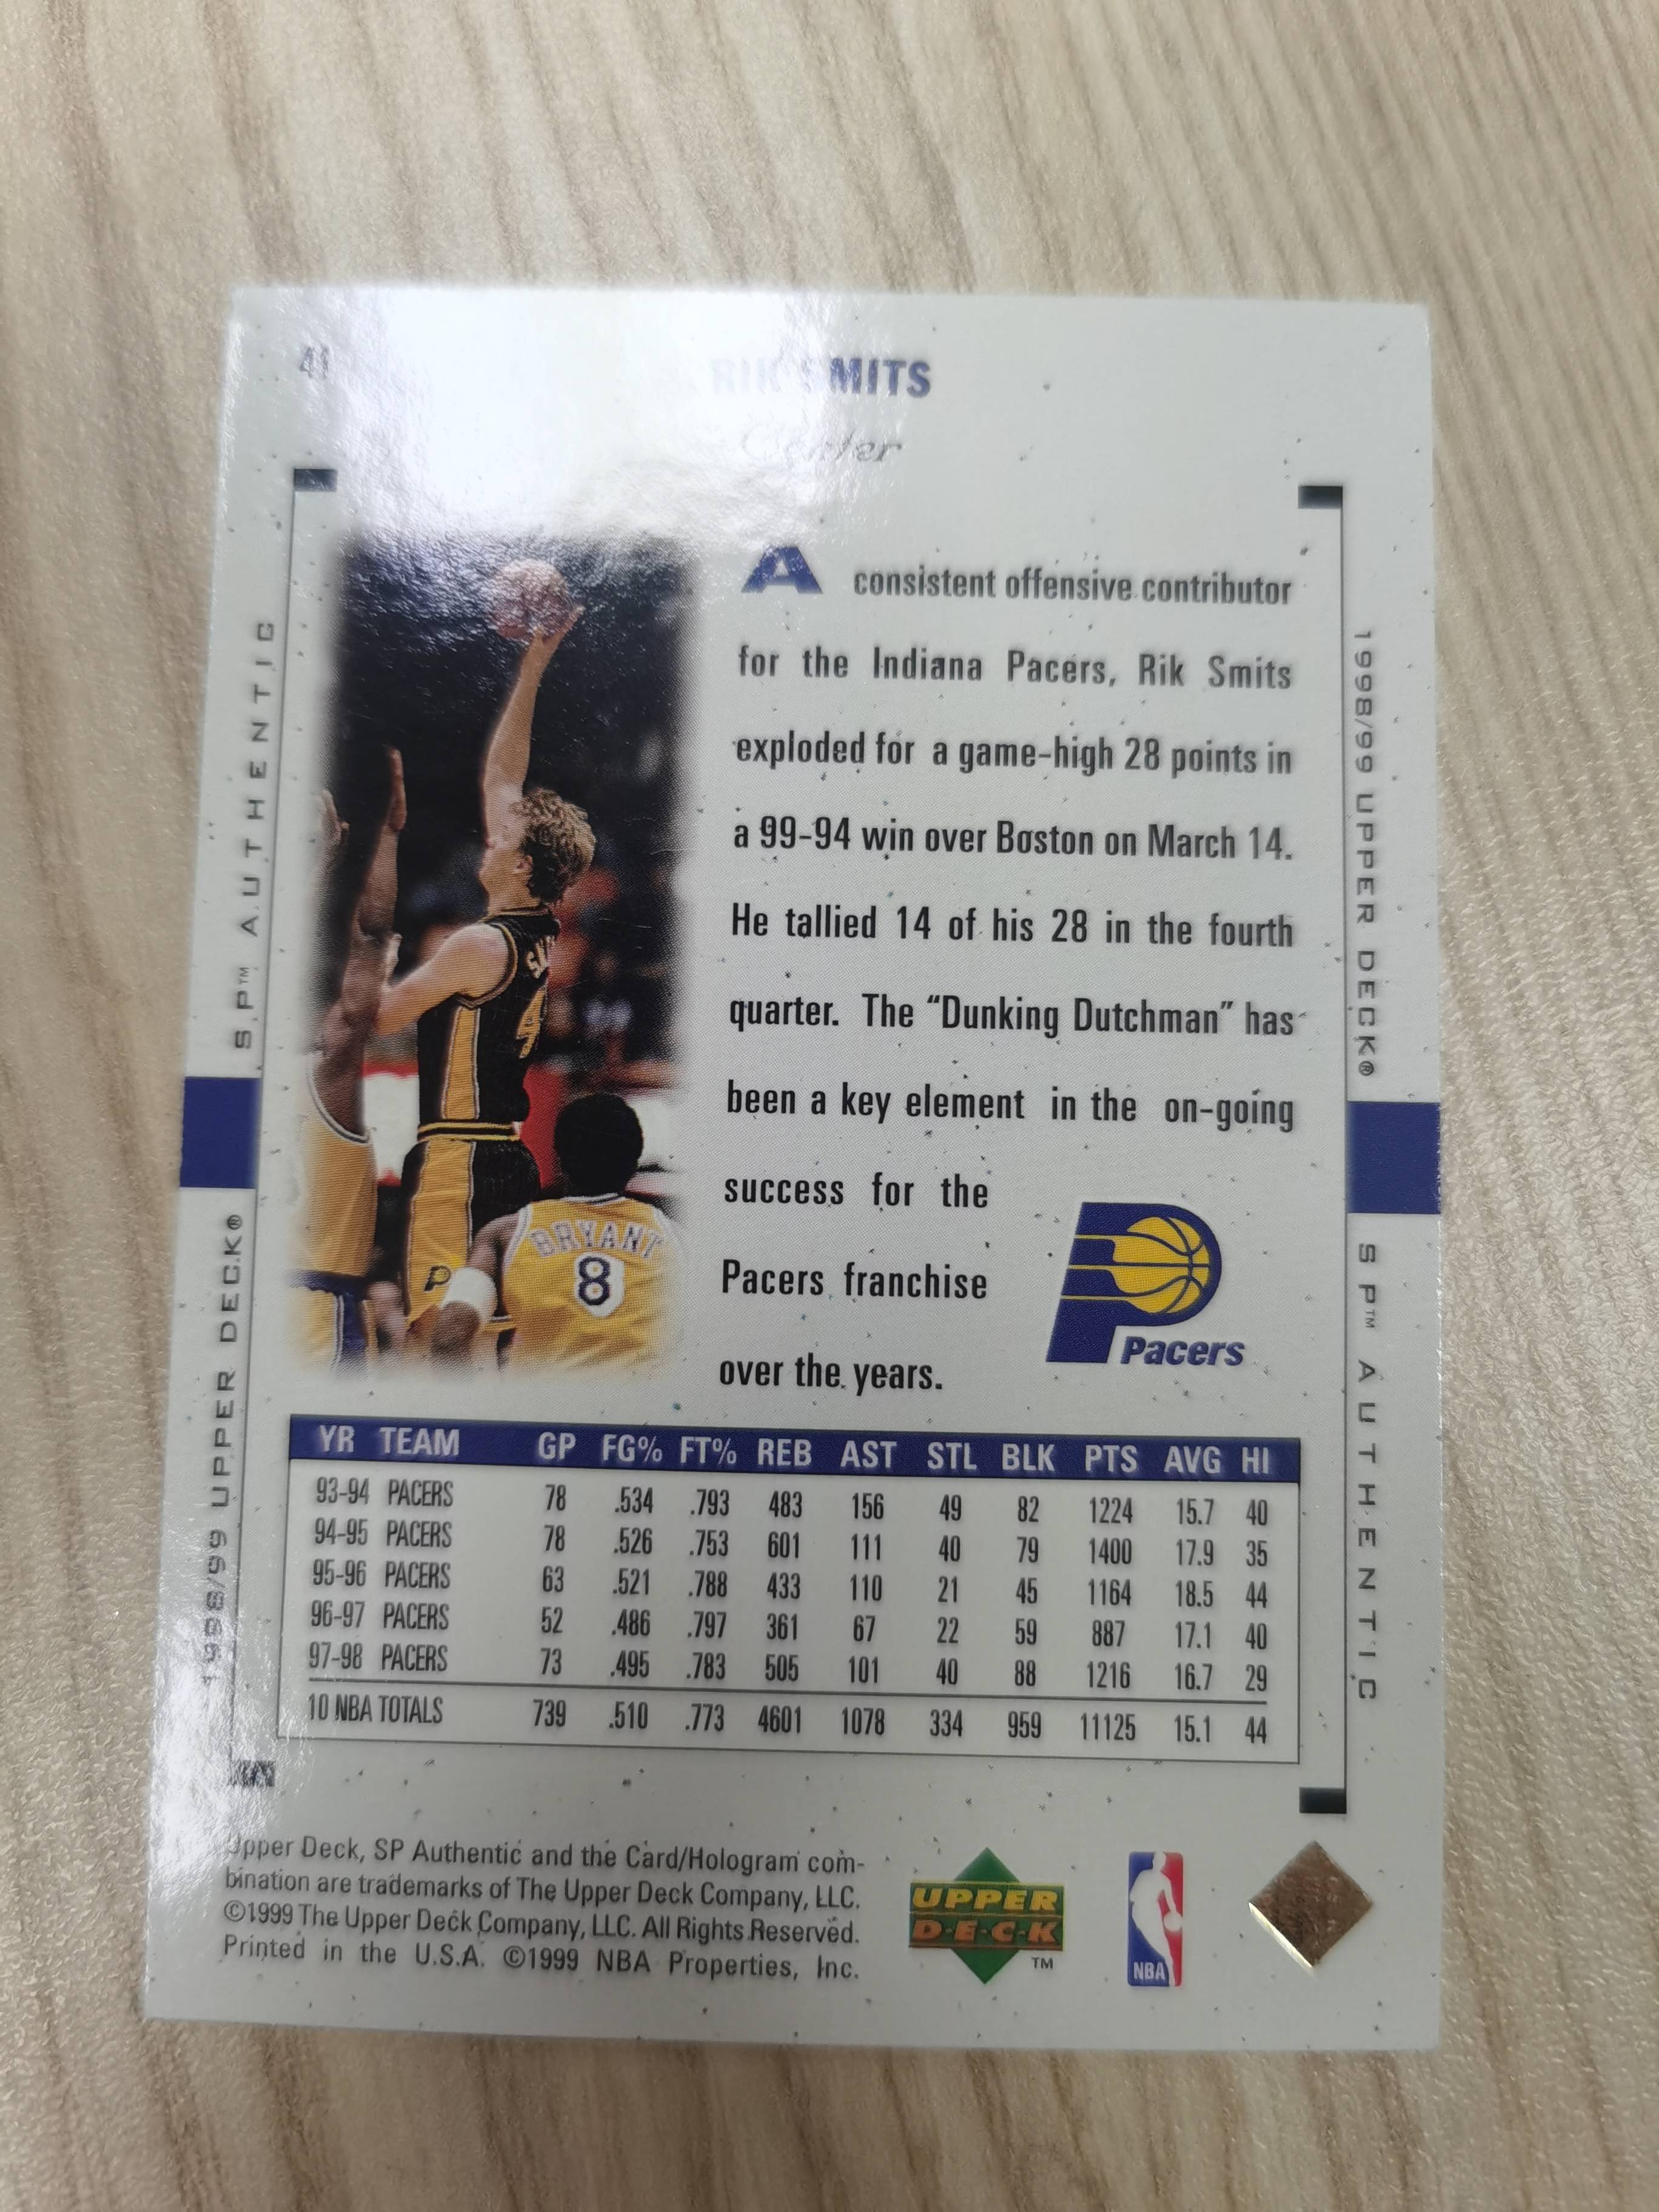 41
RIK SMITS
Center
A consistent offensive contributor
for the Indiana Pacers, Rik Smits
exploded for a game-high 28 points in
a 99-94 win over Boston on March 14.
He tallied 14 of his 28 in the fourth
quarter. The “Dunking Dutchman” has
been a key element in the on-going
success for the
Pacers franchise
over the years.
Pacers
BRYANT
8
SP™ AUTHENTIC
1998/99 UPPER DECK®
1998/99 UPPER DECK®
SP™ AUTHENTIC
YR TEAM GP FG% FT% REB AST STL BLK PTS AVG HI
93-94 PACERS 78 .534 .793 483 156 49 82 1224 15.7 40
94-95 PACERS 78 .526 .753 601 111 40 79 1400 17.9 35
95-96 PACERS 63 .521 .788 433 110 21 45 1164 18.5 44
96-97 PACERS 52 .486 .797 361 67 22 59 887 17.1 40
97-98 PACERS 73 .495 .783 505 101 40 88 1216 16.7 29
10 NBA TOTALS 739 .510 .773 4601 1078 334 959 11125 15.1 44
Upper Deck, SP Authentic and the Card/Hologram com-
bination are trademarks of The Upper Deck Company, LLC.
©1999 The Upper Deck Company, LLC. All Rights Reserved.
Printed in the U.S.A. ©1999 NBA Properties, Inc.
UPPER
D·E·C·K
™
NBA